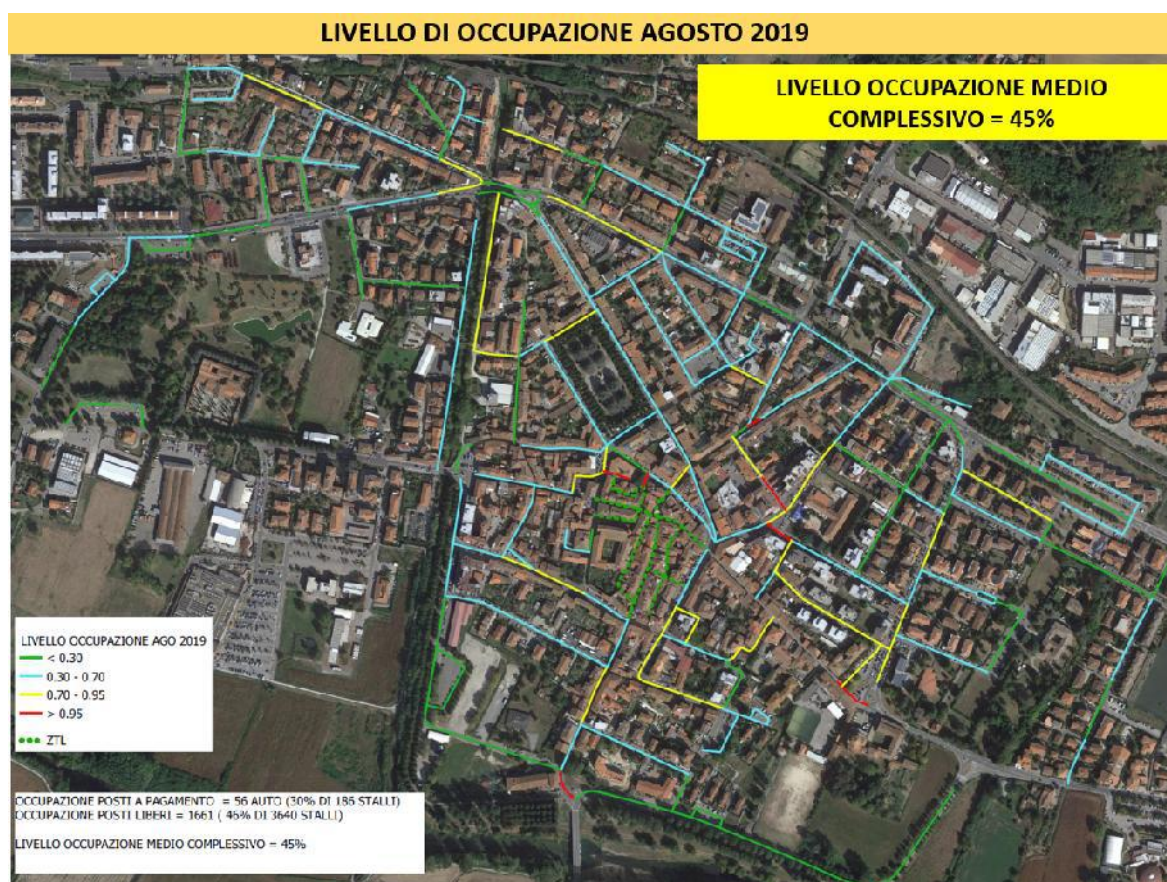 LIVELLO DI OCCUPAZIONE AGOSTO 2019
LIVELLO OCCUPAZIONE MEDIO
COMPLESSIVO = 45%
LIVELLO OCCUPAZIONE AGO 2019
< 0.30
0.30 - 0.70
0.70 - 0.95
> 0.95
ZTL
OCCUPAZIONE POSTI A PAGAMENTO = 56 AUTO (30% DI 186 STALLI)
OCCUPAZIONE POSTI LIBERI = 1661 ( 46% DI 3640 STALLI)
LIVELLO OCCUPAZIONE MEDIO COMPLESSIVO = 45%